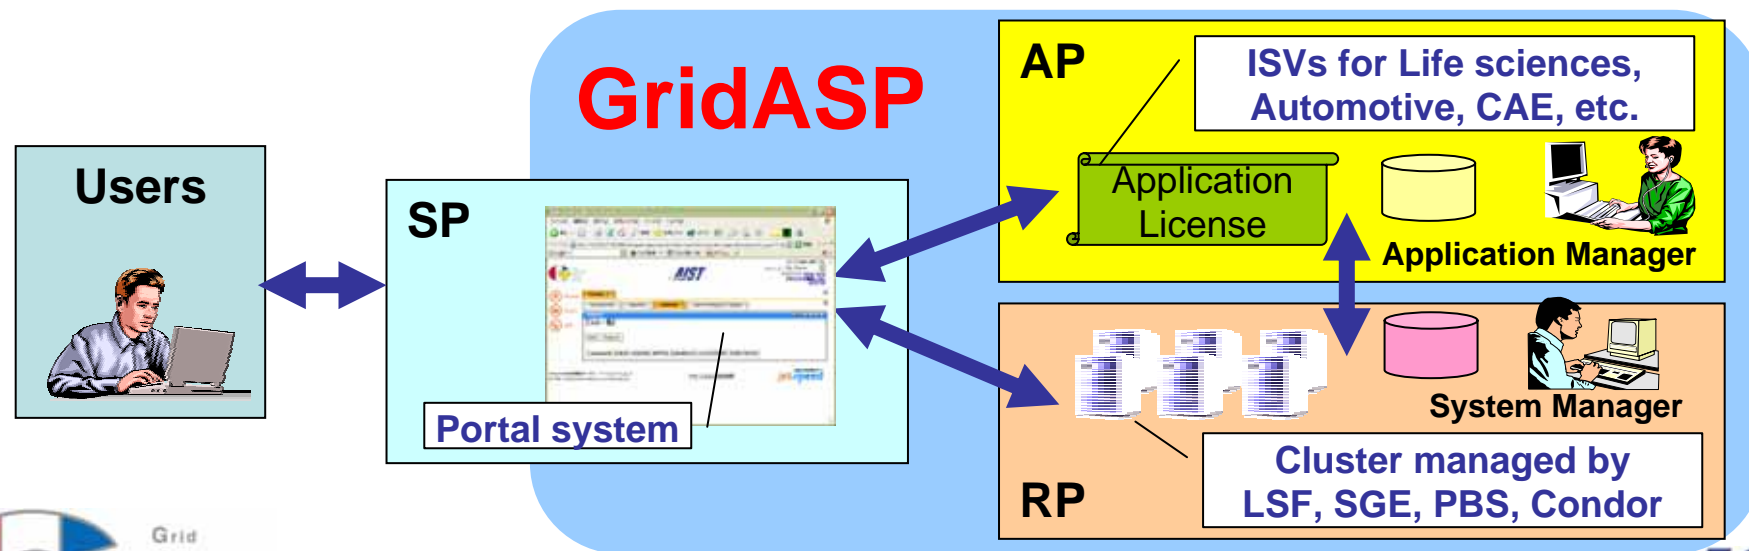 GridASP
Users
SP
AIST
Portal system
AP
ISVs for Life sciences,
Automotive, CAE, etc.
Application
License
Application Manager
System Manager
Cluster managed by
LSF, SGE, PBS, Condor
RP
Grid